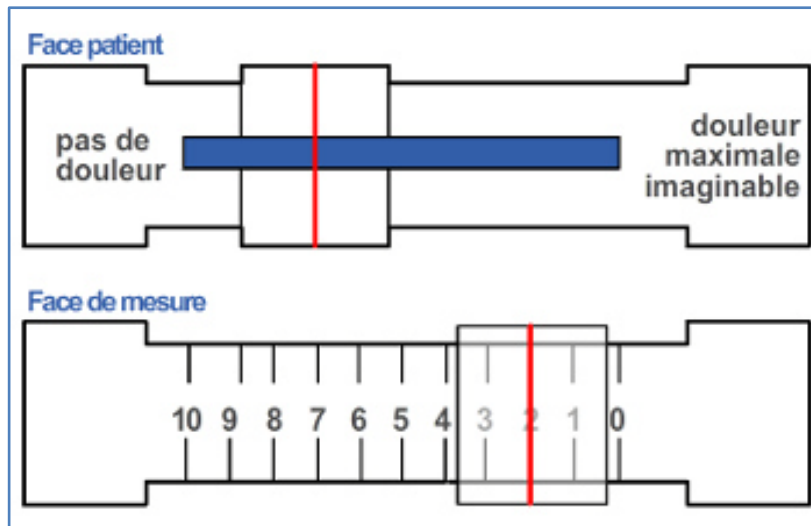 Face patient
pas de
douleur
douleur
maximale
imaginable
Face de mesure
10 9 8 7 6 5 4 3 2 1 0